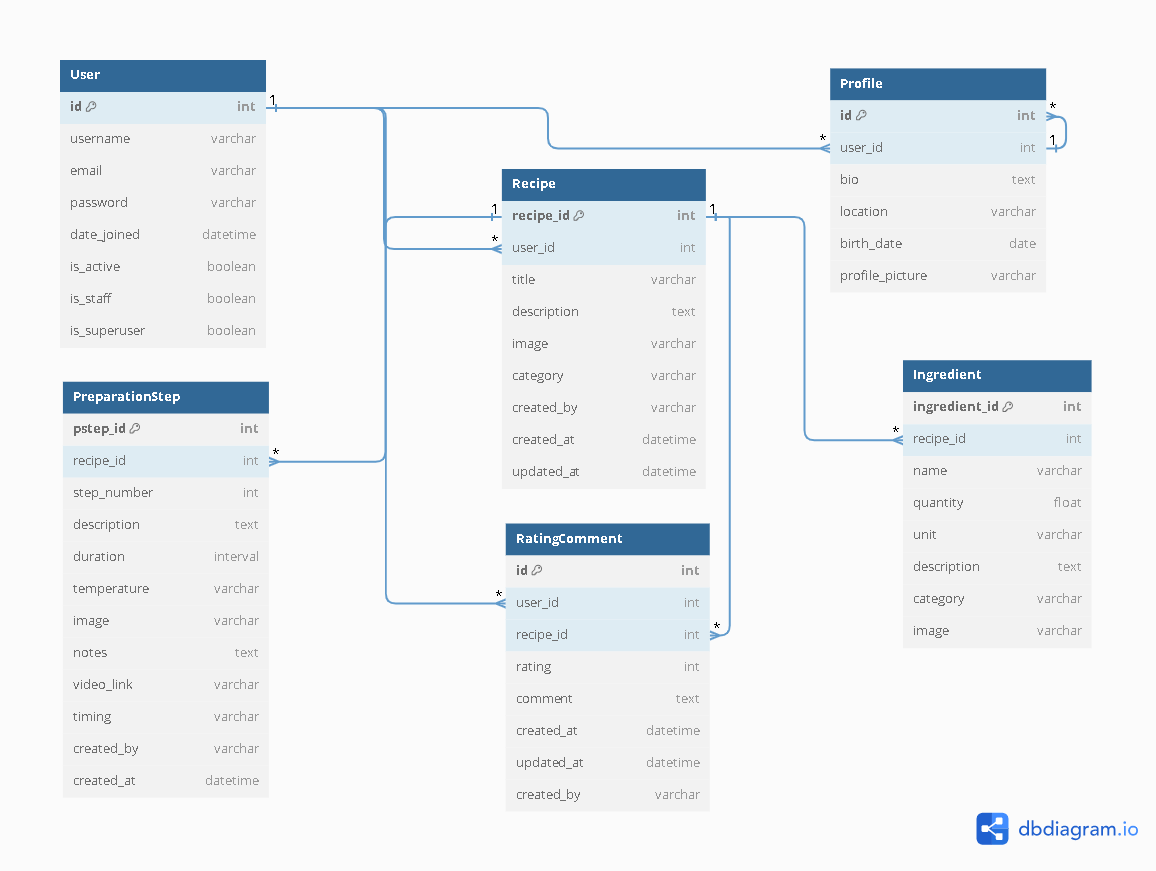 User
id int
username varchar
email varchar
password varchar
date_joined datetime
is_active boolean
is_staff boolean
is_superuser boolean
1
PreparationStep
pstep_id int
recipe_id int
step_number int
description text
duration interval
temperature varchar
image varchar
notes text
video_link varchar
timing varchar
created_by varchar
created_at datetime
*
Recipe
recipe_id int
user_id int
title varchar
description text
image varchar
category varchar
created_by varchar
created_at datetime
updated_at datetime
1
*
1
RatingComment
id int
user_id int
recipe_id int
rating int
comment text
created_at datetime
updated_at datetime
created_by varchar
*
*
Profile
id int
user_id int
bio text
location varchar
birth_date date
profile_picture varchar
*
*
1
Ingredient
ingredient_id int
recipe_id int
name varchar
quantity float
unit varchar
description text
category varchar
image varchar
*
dbdiagram.io